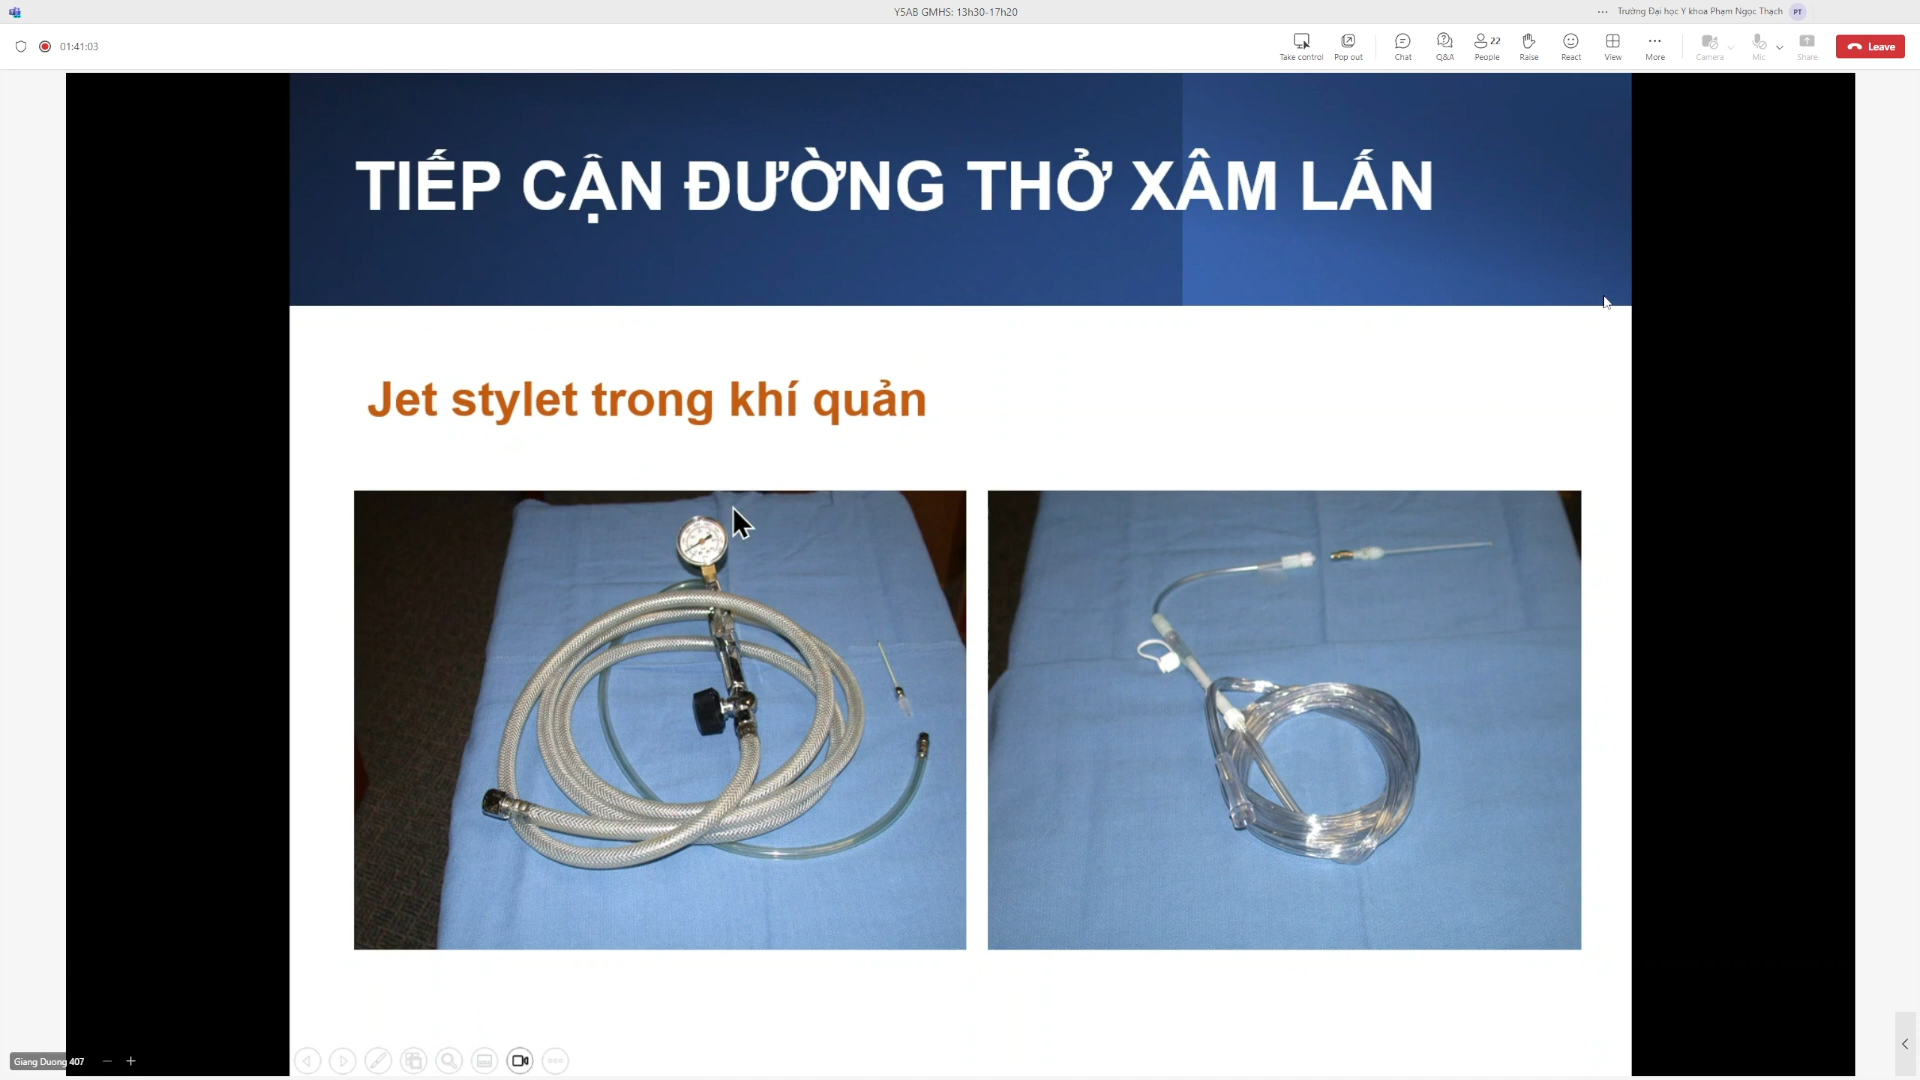 Y5AB GMHS: 13h30-17h20
Trường Đại học Y khoa Phạm Ngọc Thạch
PT
01:41:03
Take control
Pop out
Chat
Q&A
22
People
Raise
React
View
More
Camera
Mic
Share
Leave
TIẾP CẬN ĐƯỜNG THỞ XÂM LẤN
Jet stylet trong khí quản
Giang Duong 407